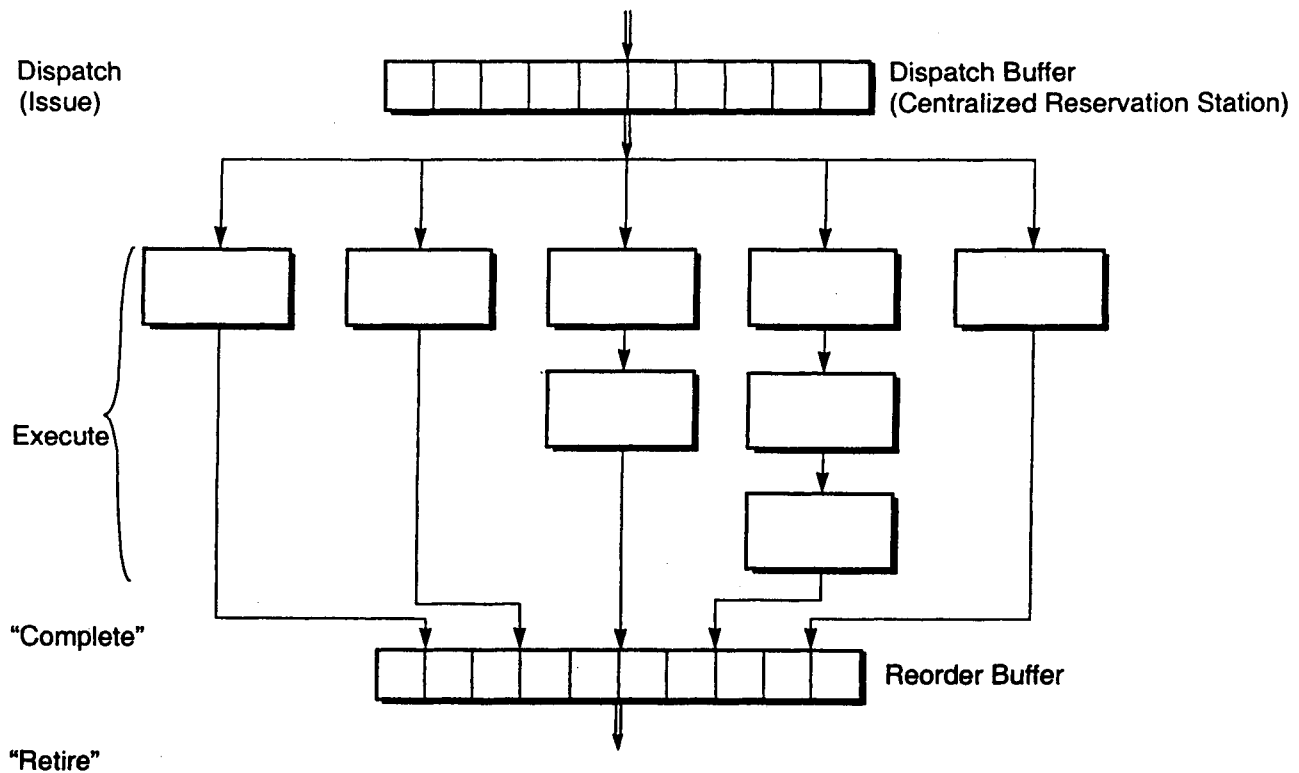 Dispatch
(Issue)
Dispatch Buffer
(Centralized Reservation Station)
Execute
“Complete”
Reorder Buffer
“Retire”